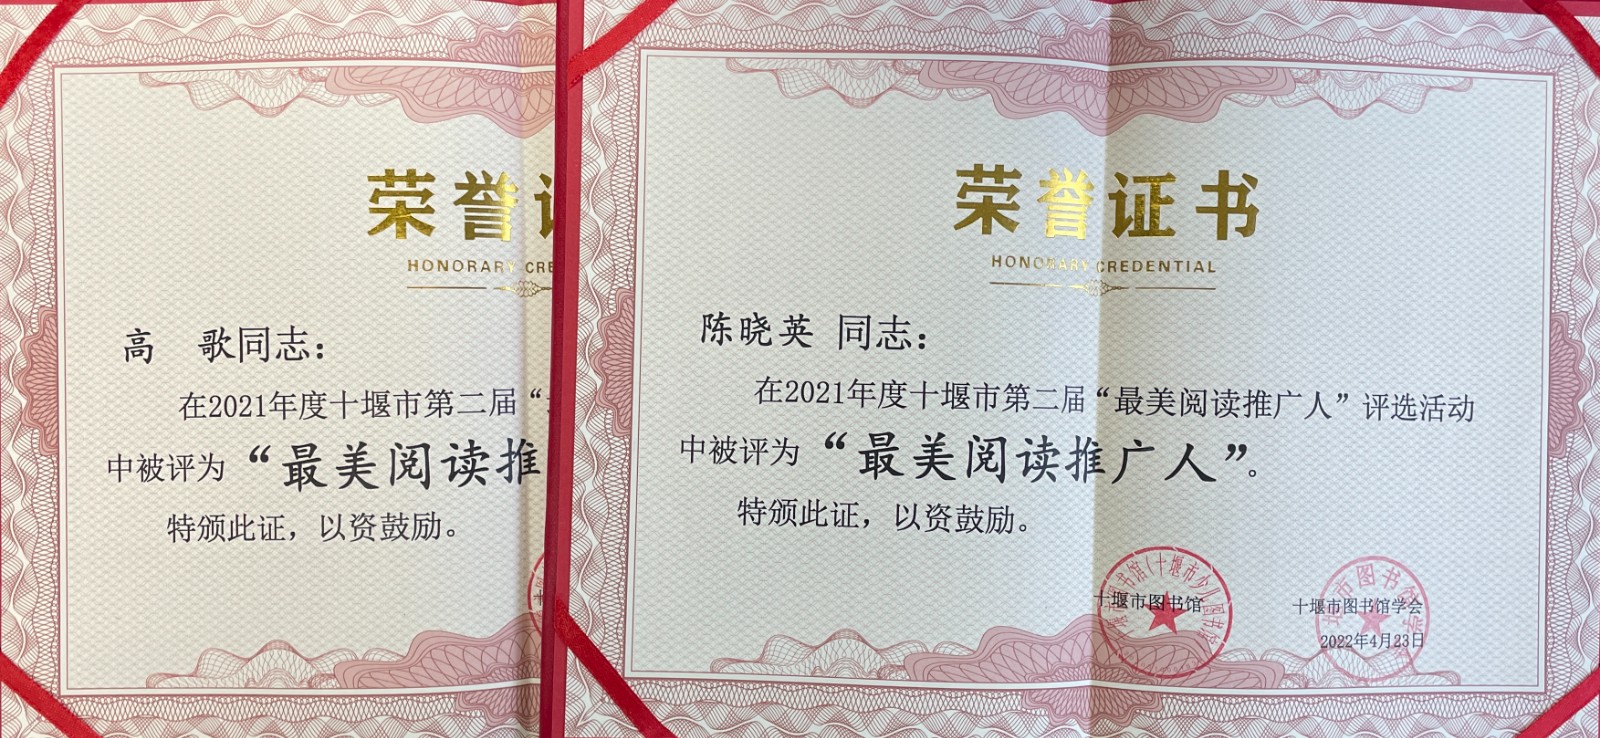 荣誉
HONORARY CRE
高 歌同志：
在2021年度十堰市第二届“
中被评为“最美阅读推
特颁此证，以资鼓励。
荣誉证书
HONORARY CREDENTIAL
陈晓英 同志：
在2021年度十堰市第二届“最美阅读推广人”评选活动
中被评为“最美阅读推广人”。
特颁此证，以资鼓励。
十堰市图书馆
十堰市图书馆学会
2022年4月23日